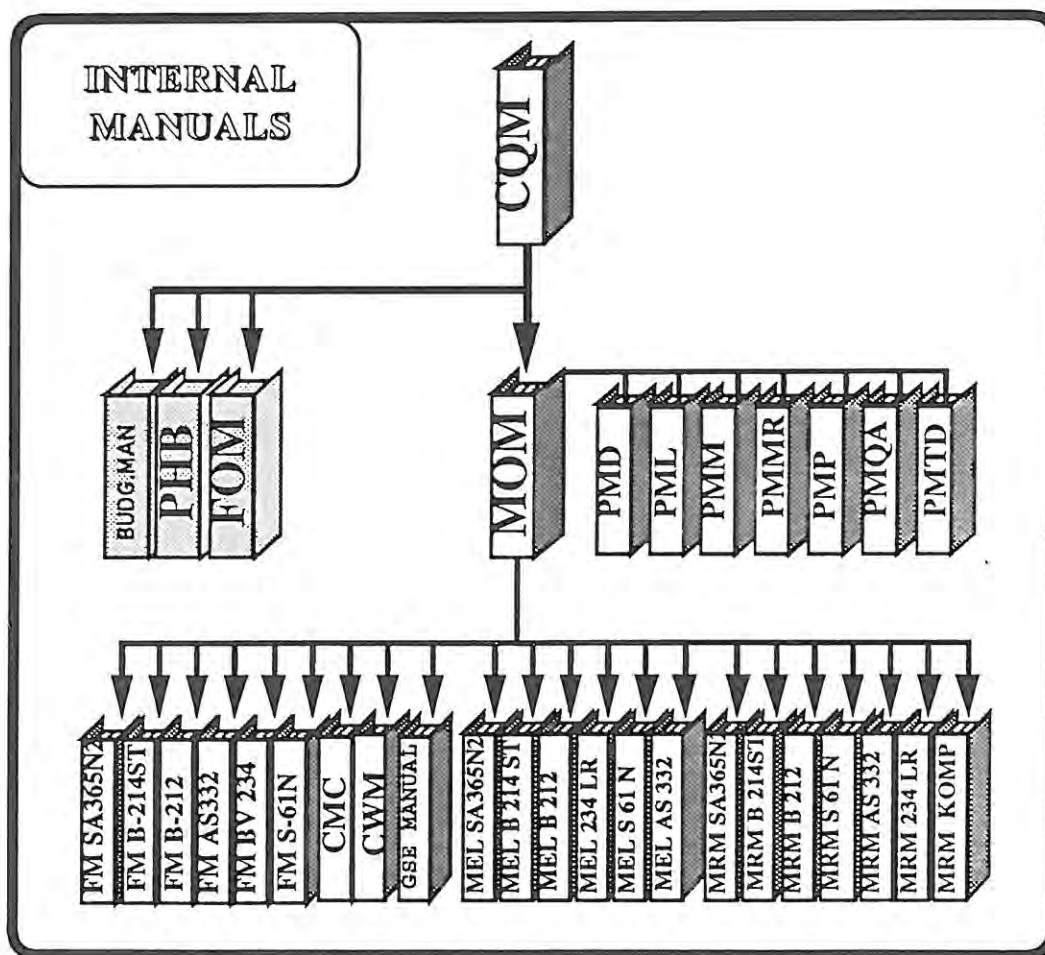 INTERNAL
MANUALS
CQM
BUDG.MAN
PHB
FOM
MOM
PMD
PML
PMM
PMMR
PMP
PMQA
PMTD
FM SA365N2
FM B-214ST
FM B-212
FM AS332
FM BV 234
FM S-61N
CMC
CWM
GSE MANUAL
MEL SA365N2
MEL B 214 ST
MEL B 212
MEL 234 LR
MEL S 61 N
MEL AS 332
MRM SA365N2
MRM B 214ST
MRM B 212
MRM S 61 N
MRM AS 332
MRM 234 LR
MRM KOMP